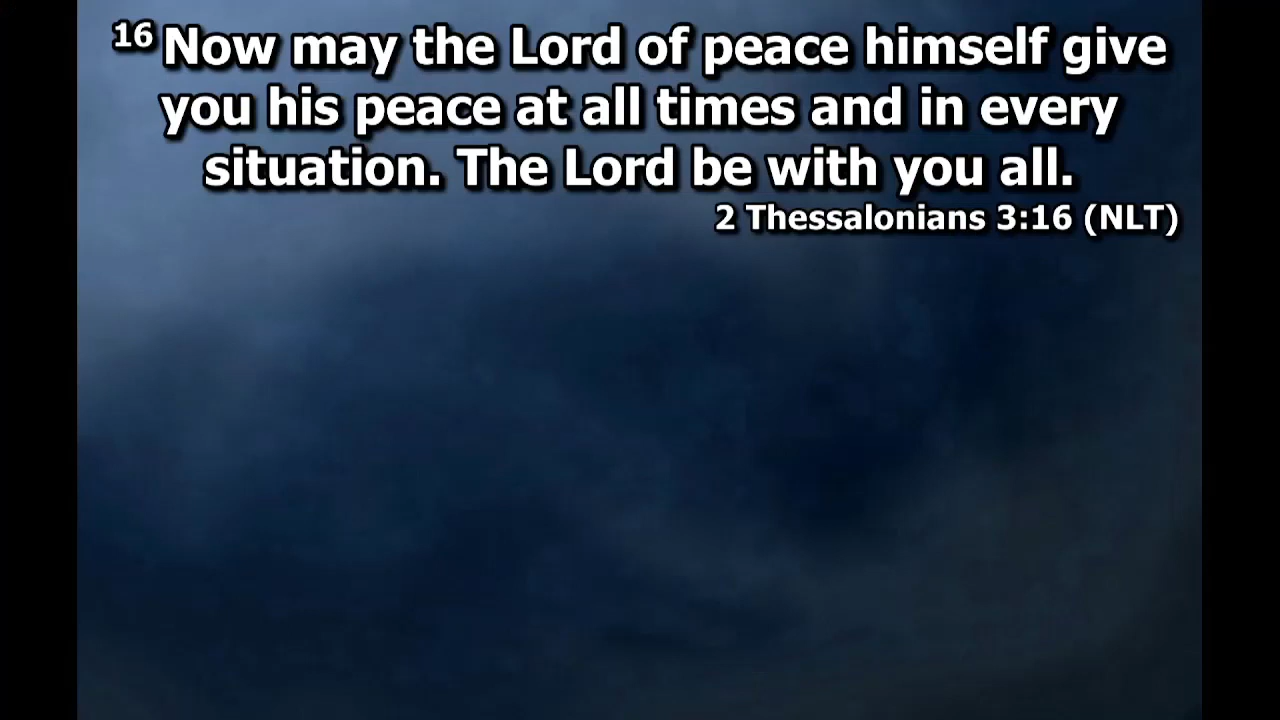 16 Now may the Lord of peace himself give
you his peace at all times and in every
situation. The Lord be with you all.
2 Thessalonians 3:16 (NLT)